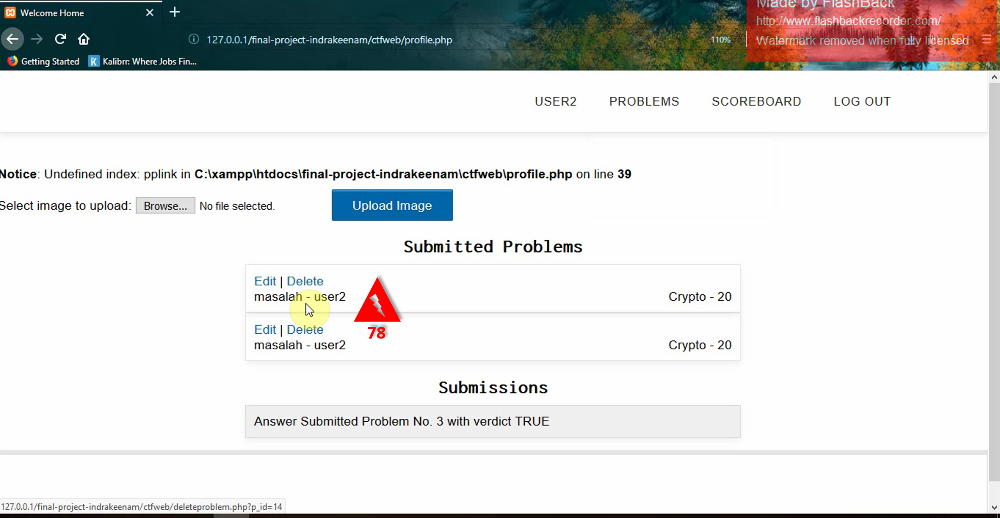 Welcome Home
Made by FlashBack
http://www.flashbackrecorder.com/
Watermark removed when fully licensed
127.0.0.1/final-project-indrakeenam/ctfweb/profile.php
110%
Getting Started
Kalibrr: Where Jobs Fin...
USER2 PROBLEMS SCOREBOARD LOG OUT
Notice: Undefined index: pplink in C:\xampp\htdocs\final-project-indrakeenam\ctfweb\profile.php on line 39
Select image to upload: Browse... No file selected. Upload Image
Submitted Problems
Edit | Delete
masalah - user2 Crypto - 20
78
Edit | Delete
masalah - user2 Crypto - 20
Submissions
Answer Submitted Problem No. 3 with verdict TRUE
127.0.0.1/final-project-indrakeenam/ctfweb/deleteproblem.php?p_id=14